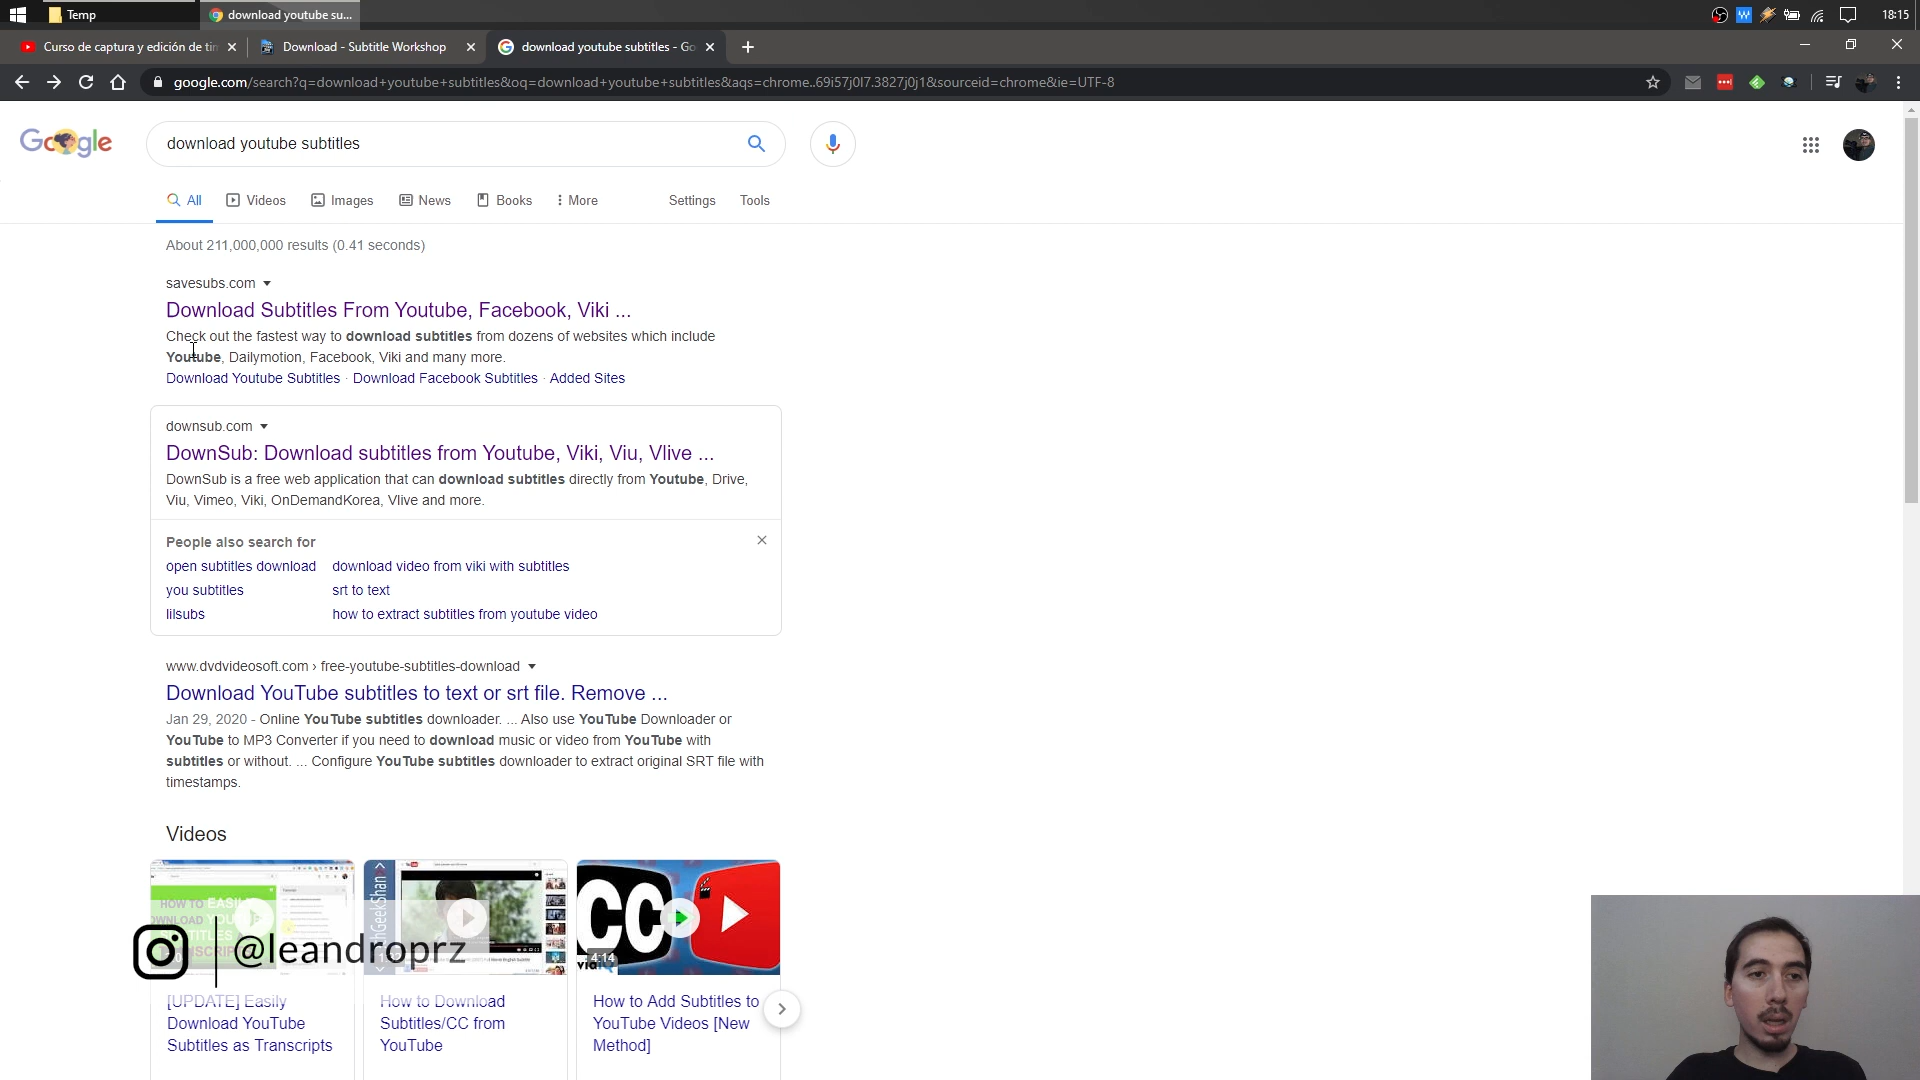 Temp
download youtube su...
18:15
Curso de captura y edición de tin
Download - Subtitle Workshop
download youtube subtitles - Go
google.com/search?q=download+youtube+subtitles&oq=download+youtube+subtitles&aqs=chrome..69i57j0l7.3827j0j1&sourceid=chrome&ie=UTF-8
Google
download youtube subtitles
All
Videos
Images
News
Books
More
Settings
Tools
About 211,000,000 results (0.41 seconds)
savesubs.com
Download Subtitles From Youtube, Facebook, Viki ...
Check out the fastest way to download subtitles from dozens of websites which include
Youtube, Dailymotion, Facebook, Viki and many more.
Download Youtube Subtitles · Download Facebook Subtitles · Added Sites
downsub.com
DownSub: Download subtitles from Youtube, Viki, Viu, Vlive ...
DownSub is a free web application that can download subtitles directly from Youtube, Drive,
Viu, Vimeo, Viki, OnDemandKorea, Vlive and more.
People also search for
open subtitles download
download video from viki with subtitles
you subtitles
srt to text
lilsubs
how to extract subtitles from youtube video
www.dvdvideosoft.com › free-youtube-subtitles-download
Download YouTube subtitles to text or srt file. Remove ...
Jan 29, 2020 - Online YouTube subtitles downloader. ... Also use YouTube Downloader or
YouTube to MP3 Converter if you need to download music or video from YouTube with
subtitles or without. ... Configure YouTube subtitles downloader to extract original SRT file with
timestamps.
Videos
HOW TO EASILY
CC
4:14
@leandroprz
[UPDATE] Easily
Download YouTube
Subtitles as Transcripts
How to Download
Subtitles/CC from
YouTube
How to Add Subtitles to
YouTube Videos [New
Method]